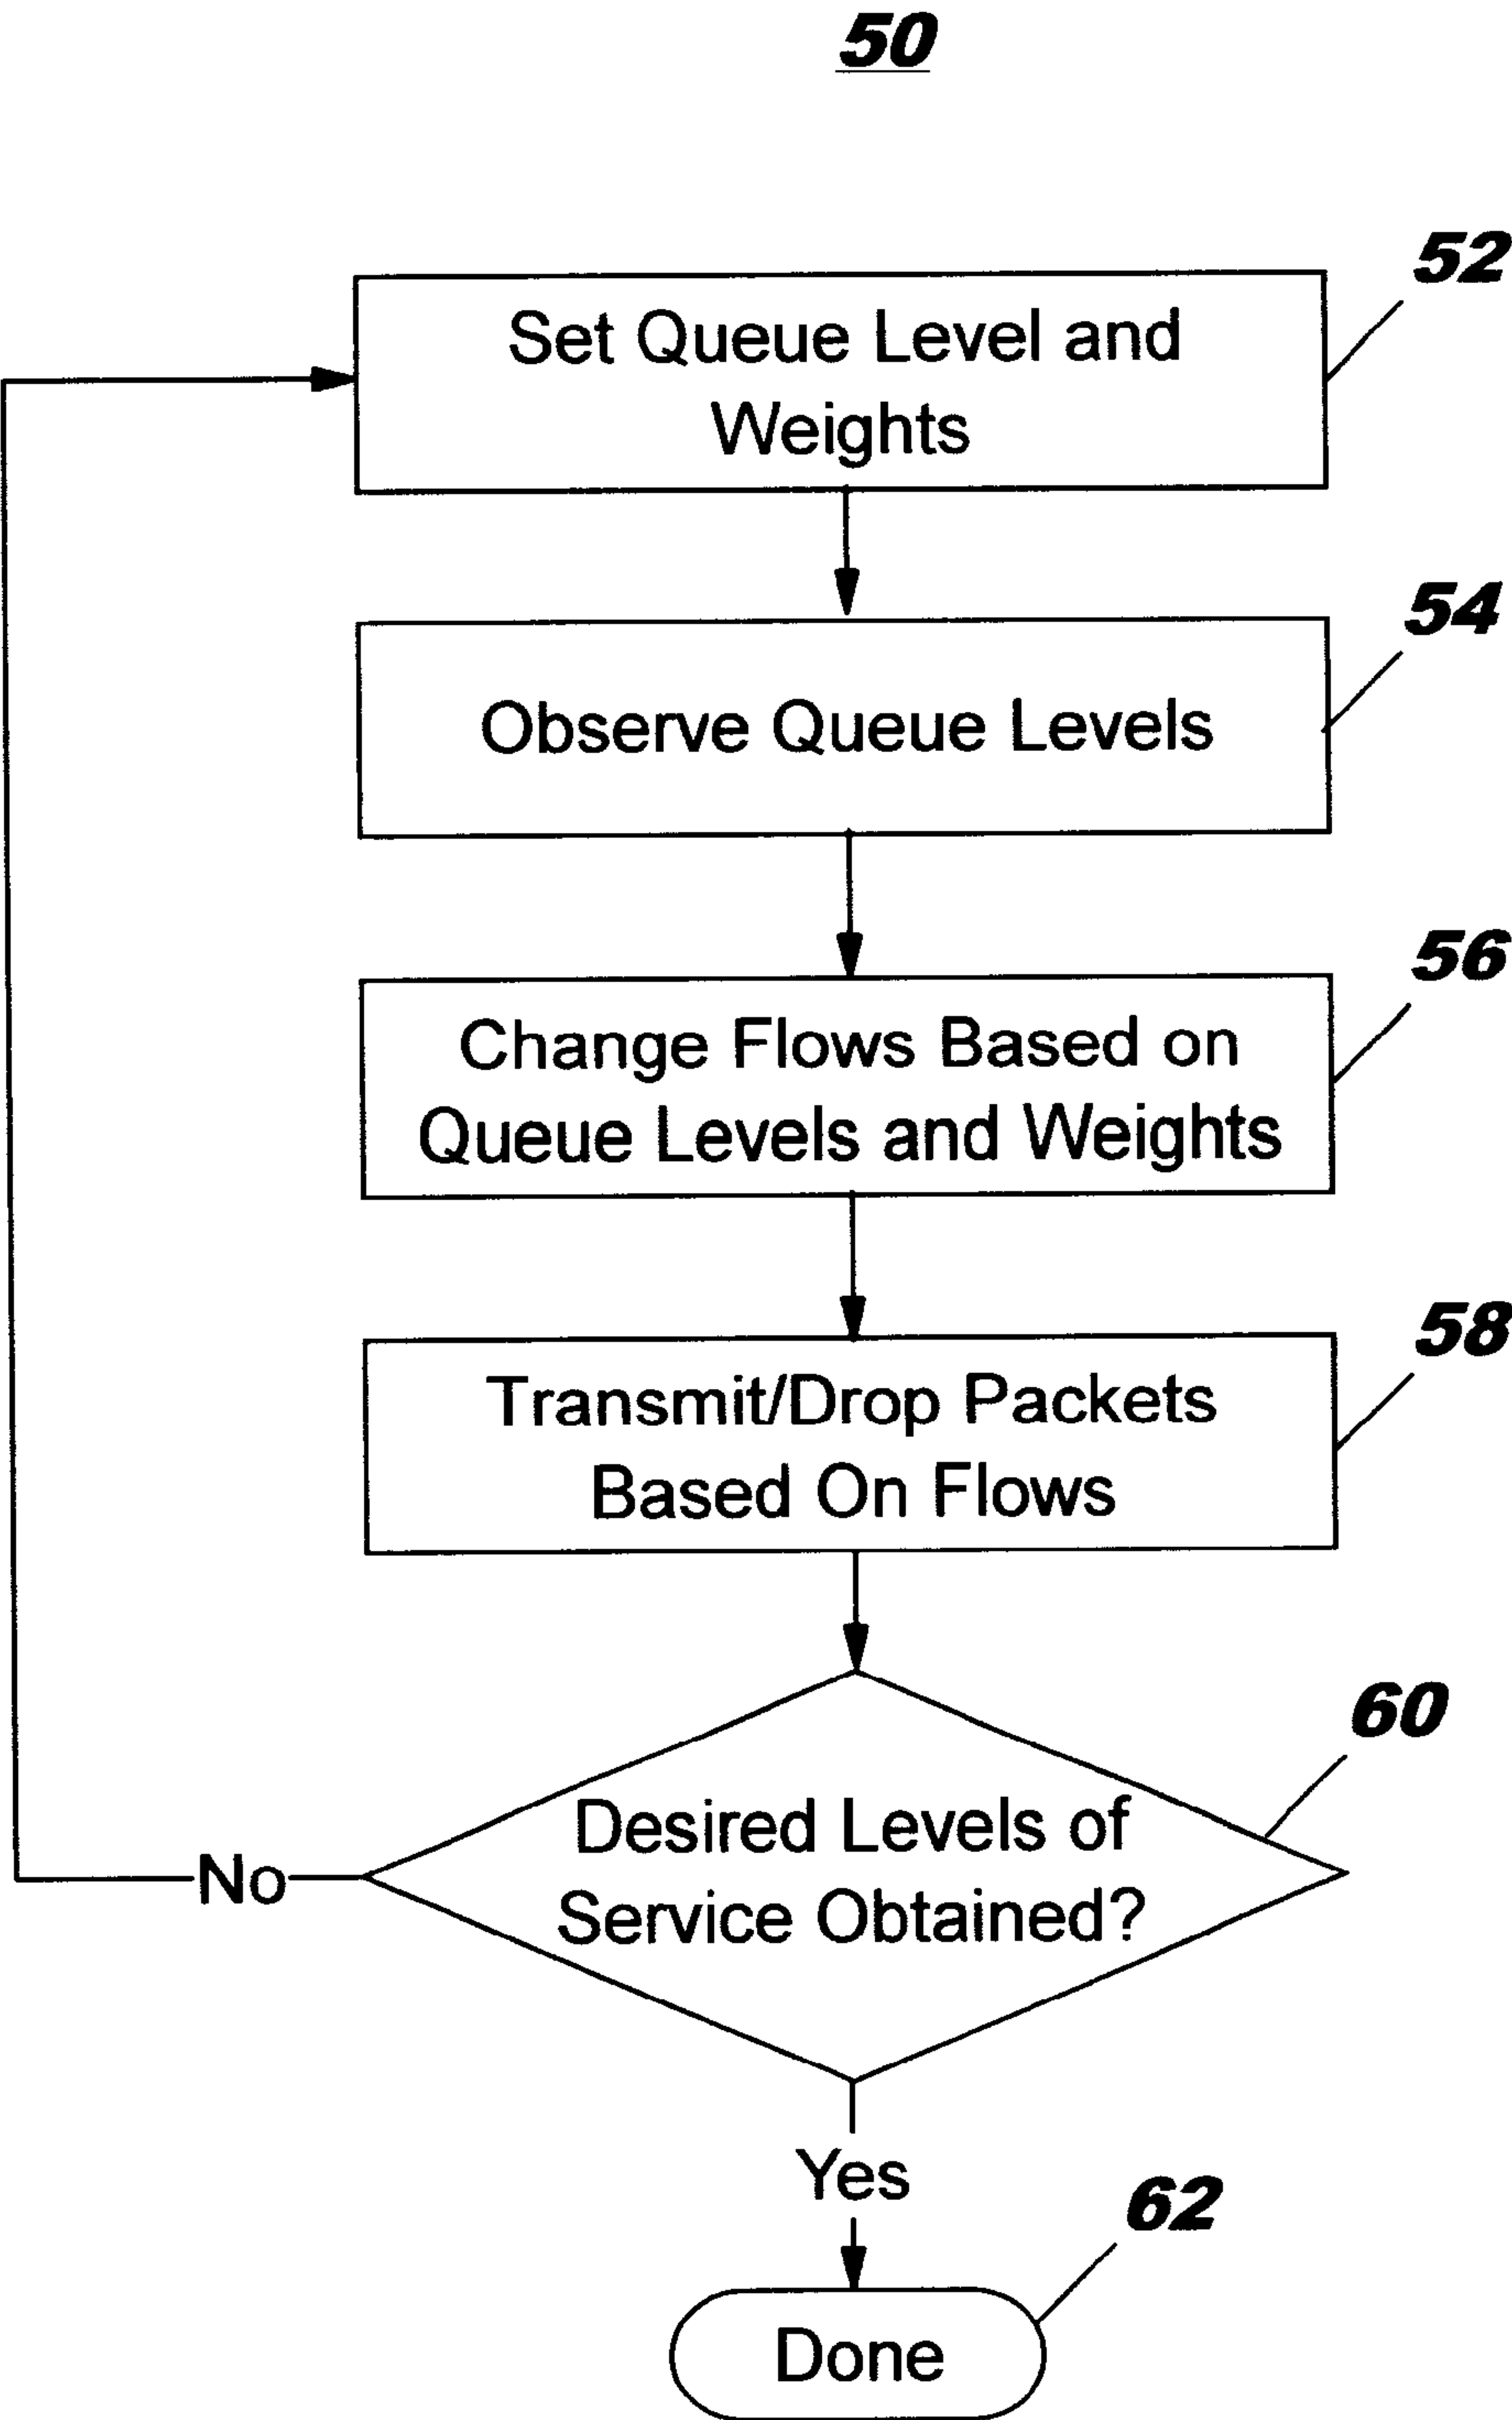 50
52
Set Queue Level and
Weights
54
Observe Queue Levels
56
Change Flows Based on
Queue Levels and Weights
58
Transmit/Drop Packets
Based On Flows
60
Desired Levels of
Service Obtained?
No
Yes
62
Done